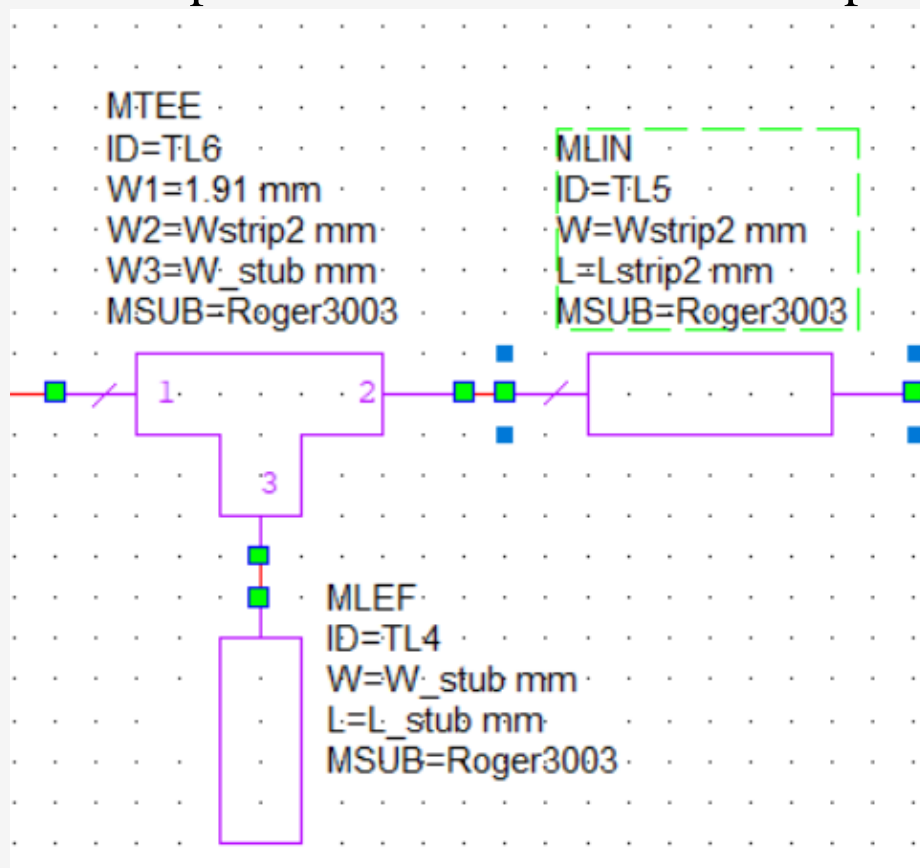 MTEE
ID=TL6
W1=1.91 mm
W2=Wstrip2 mm
W3=W_stub mm
MSUB=Roger3003
MLIN
ID=TL5
W=Wstrip2 mm
L=Lstrip2 mm
MSUB=Roger3003
1
2
3
MLEF
ID=TL4
W=W_stub mm
L=L_stub mm
MSUB=Roger3003